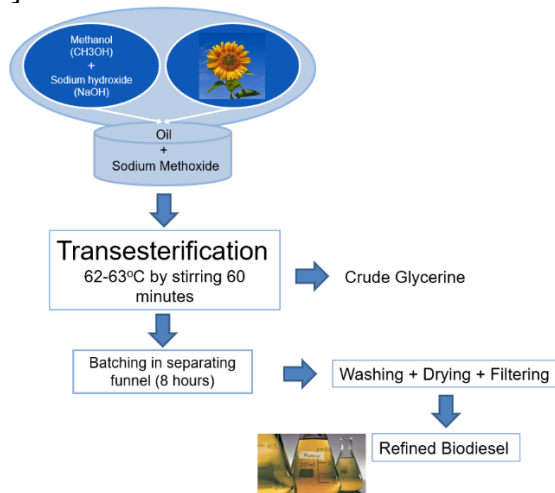 Methanol
(CH3OH)
+
Sodium hydroxide
(NaOH)
Oil
+
Sodium Methoxide
Transesterification
62-63°C by stirring 60
minutes
Crude Glycerine
Batching in separating
funnel (8 hours)
Washing + Drying + Filtering
Refined Biodiesel